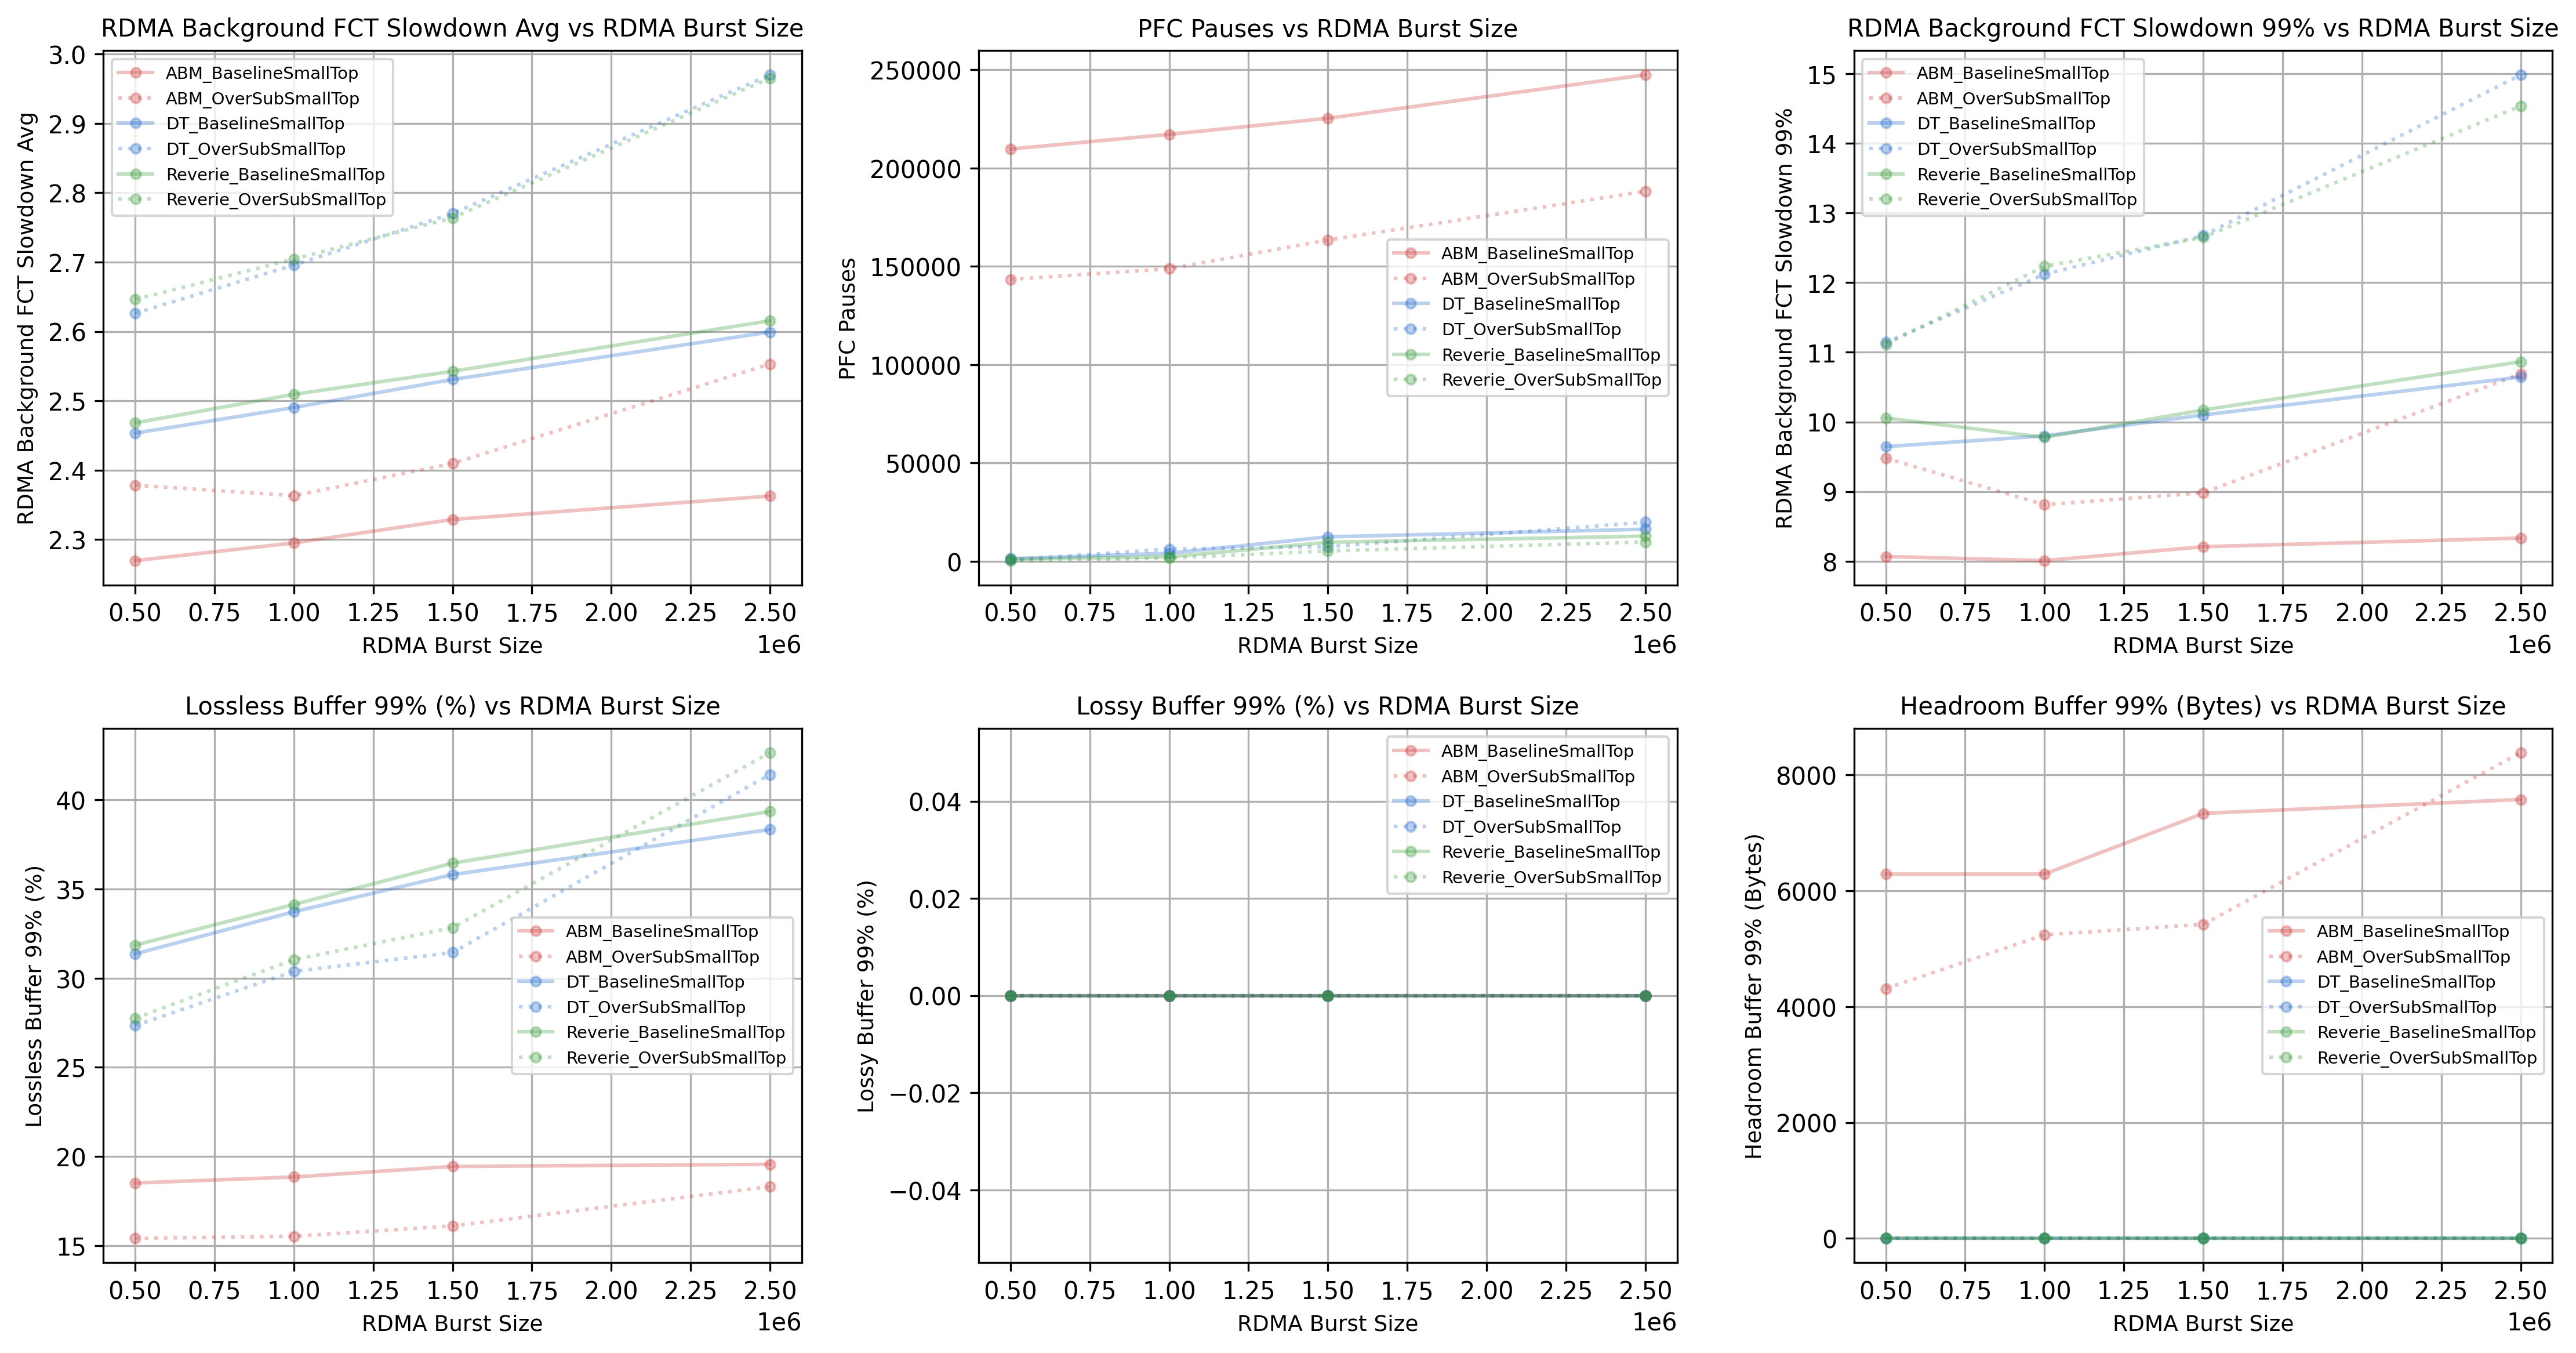 RDMA Background FCT Slowdown Avg vs RDMA Burst Size
RDMA Background FCT Slowdown Avg
3.0
2.9
2.8
2.7
2.6
2.5
2.4
2.3
ABM_BaselineSmallTop
ABM_OverSubSmallTop
DT_BaselineSmallTop
DT_OverSubSmallTop
Reverie_BaselineSmallTop
Reverie_OverSubSmallTop
0.50 0.75 1.00 1.25 1.50 1.75 2.00 2.25 2.50
RDMA Burst Size
1e6
PFC Pauses vs RDMA Burst Size
PFC Pauses
250000
200000
150000
100000
50000
0
ABM_BaselineSmallTop
ABM_OverSubSmallTop
DT_BaselineSmallTop
DT_OverSubSmallTop
Reverie_BaselineSmallTop
Reverie_OverSubSmallTop
0.50 0.75 1.00 1.25 1.50 1.75 2.00 2.25 2.50
RDMA Burst Size
1e6
RDMA Background FCT Slowdown 99% vs RDMA Burst Size
RDMA Background FCT Slowdown 99%
15
14
13
12
11
10
9
8
ABM_BaselineSmallTop
ABM_OverSubSmallTop
DT_BaselineSmallTop
DT_OverSubSmallTop
Reverie_BaselineSmallTop
Reverie_OverSubSmallTop
0.50 0.75 1.00 1.25 1.50 1.75 2.00 2.25 2.50
RDMA Burst Size
1e6
Lossless Buffer 99% (%) vs RDMA Burst Size
Lossless Buffer 99% (%)
40
35
30
25
20
15
ABM_BaselineSmallTop
ABM_OverSubSmallTop
DT_BaselineSmallTop
DT_OverSubSmallTop
Reverie_BaselineSmallTop
Reverie_OverSubSmallTop
0.50 0.75 1.00 1.25 1.50 1.75 2.00 2.25 2.50
RDMA Burst Size
1e6
Lossy Buffer 99% (%) vs RDMA Burst Size
Lossy Buffer 99% (%)
0.04
0.02
0.00
−0.02
−0.04
ABM_BaselineSmallTop
ABM_OverSubSmallTop
DT_BaselineSmallTop
DT_OverSubSmallTop
Reverie_BaselineSmallTop
Reverie_OverSubSmallTop
0.50 0.75 1.00 1.25 1.50 1.75 2.00 2.25 2.50
RDMA Burst Size
1e6
Headroom Buffer 99% (Bytes) vs RDMA Burst Size
Headroom Buffer 99% (Bytes)
8000
6000
4000
2000
0
ABM_BaselineSmallTop
ABM_OverSubSmallTop
DT_BaselineSmallTop
DT_OverSubSmallTop
Reverie_BaselineSmallTop
Reverie_OverSubSmallTop
0.50 0.75 1.00 1.25 1.50 1.75 2.00 2.25 2.50
RDMA Burst Size
1e6